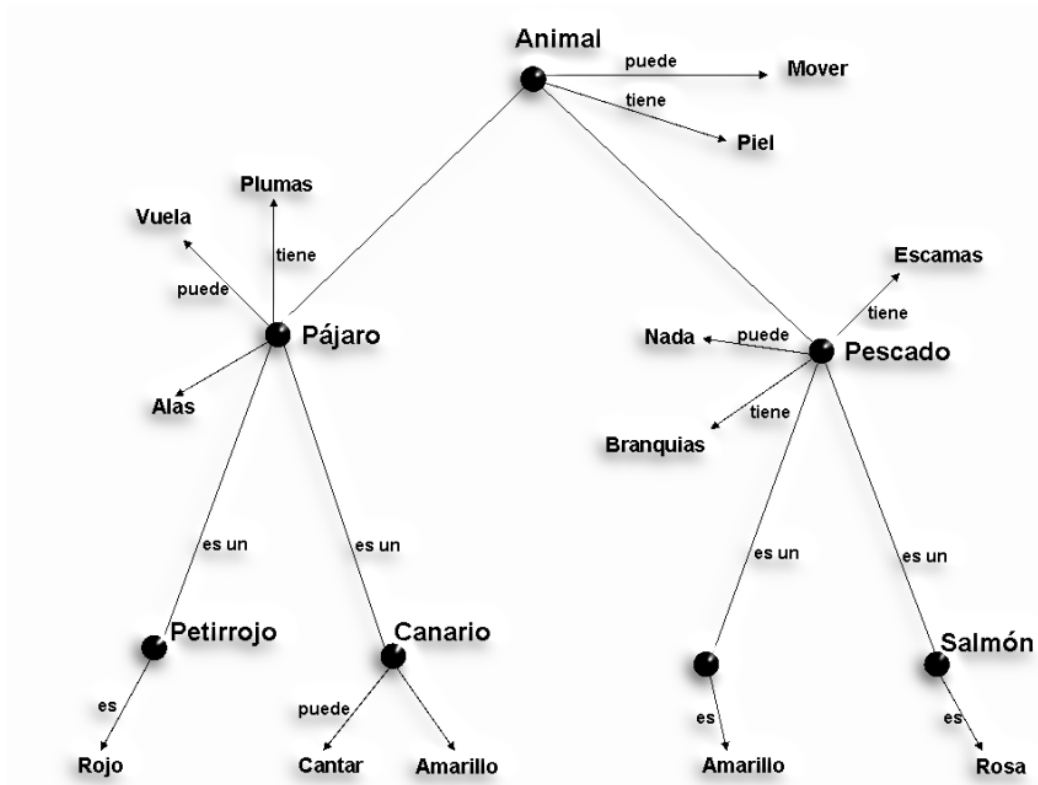 Animal
puede
Mover
tiene
Piel
Plumas
Vuela
tiene
puede
Pájaro
Alas
Escamas
tiene
Nada
puede
Pescado
tiene
Branquias
es un
es un
es un
es un
Petirrojo
Canario
Salmón
es
puede
es
es
Rojo
Cantar
Amarillo
Amarillo
Rosa